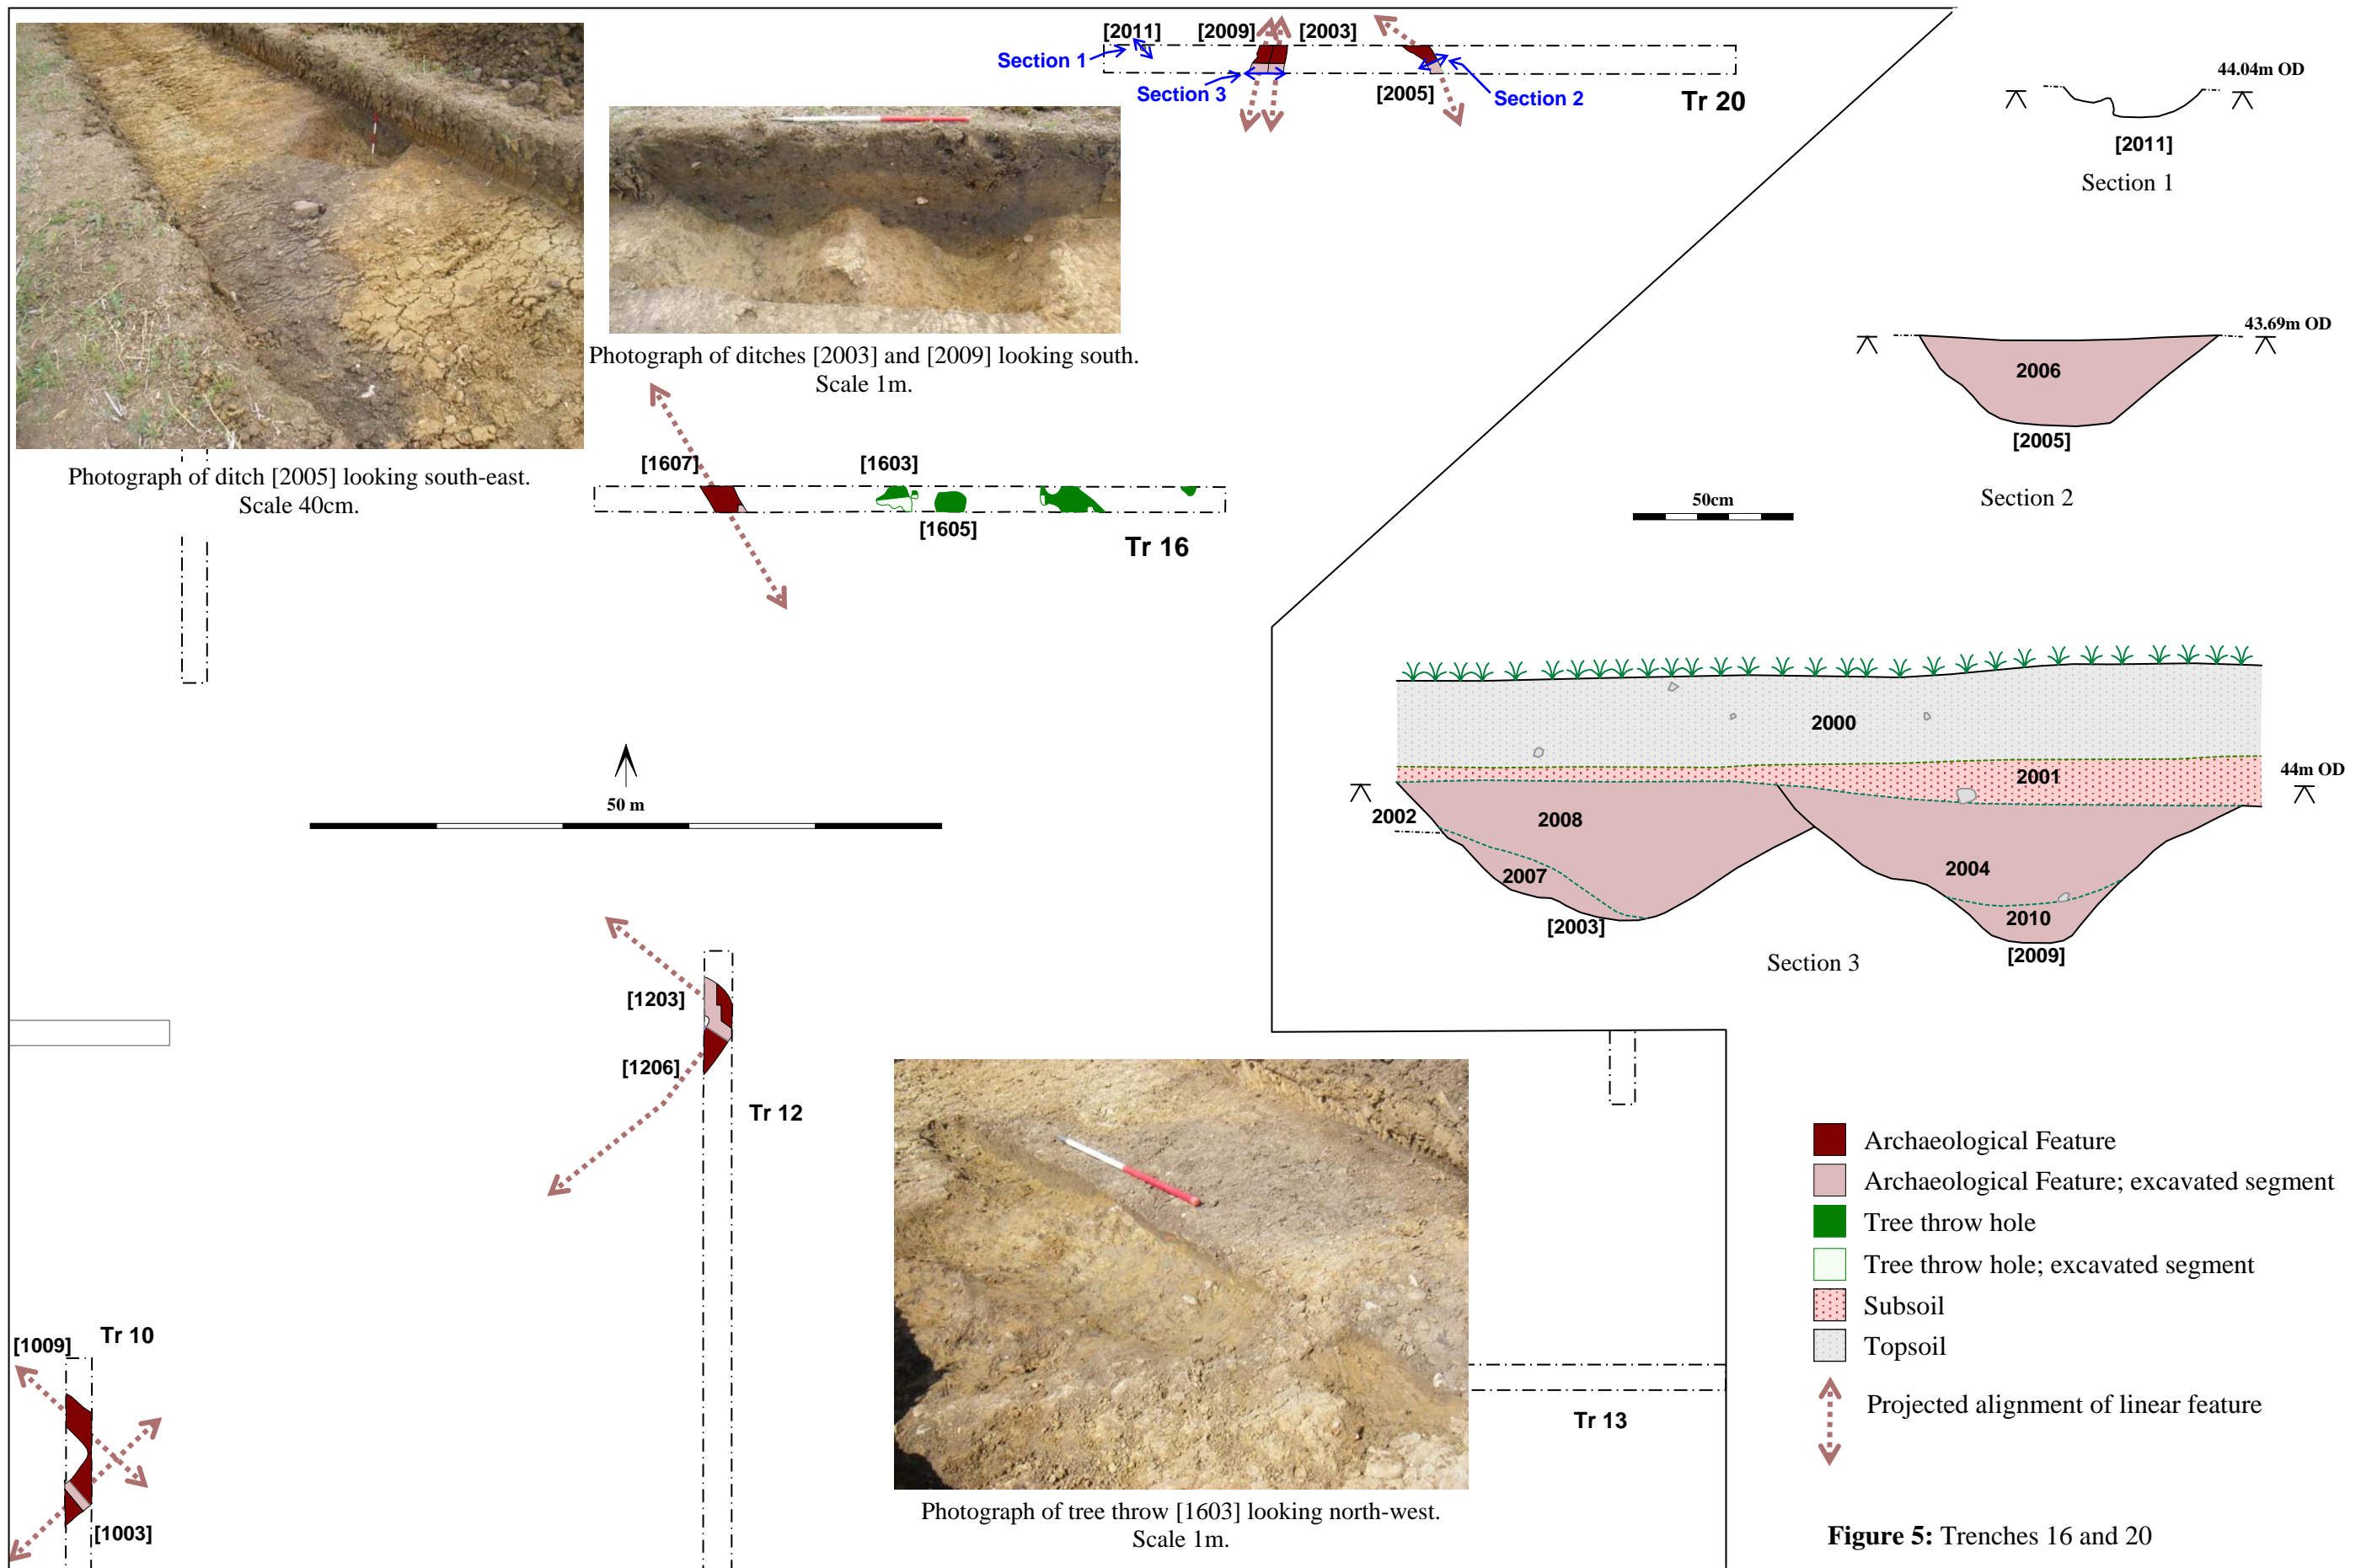 [2011]
[2009]
[2003]
Section 1
Section 3
[2005]
Section 2
Tr 20
44.04m OD
[2011]
Section 1
Photograph of ditches [2003] and [2009] looking south.
Scale 1m.
Photograph of ditch [2005] looking south-east.
Scale 40cm.
43.69m OD
2006
[2005]
Section 2
50cm
[1607]
[1603]
[1605]
Tr 16
2000
2001
44m OD
2002
2008
2004
2007
2010
[2003]
[2009]
Section 3
50 m
[1203]
[1206]
Tr 12
[1009]
Tr 10
[1003]
Tr 13
Photograph of tree throw [1603] looking north-west.
Scale 1m.
Archaeological Feature
Archaeological Feature; excavated segment
Tree throw hole
Tree throw hole; excavated segment
Subsoil
Topsoil
Projected alignment of linear feature
Figure 5: Trenches 16 and 20